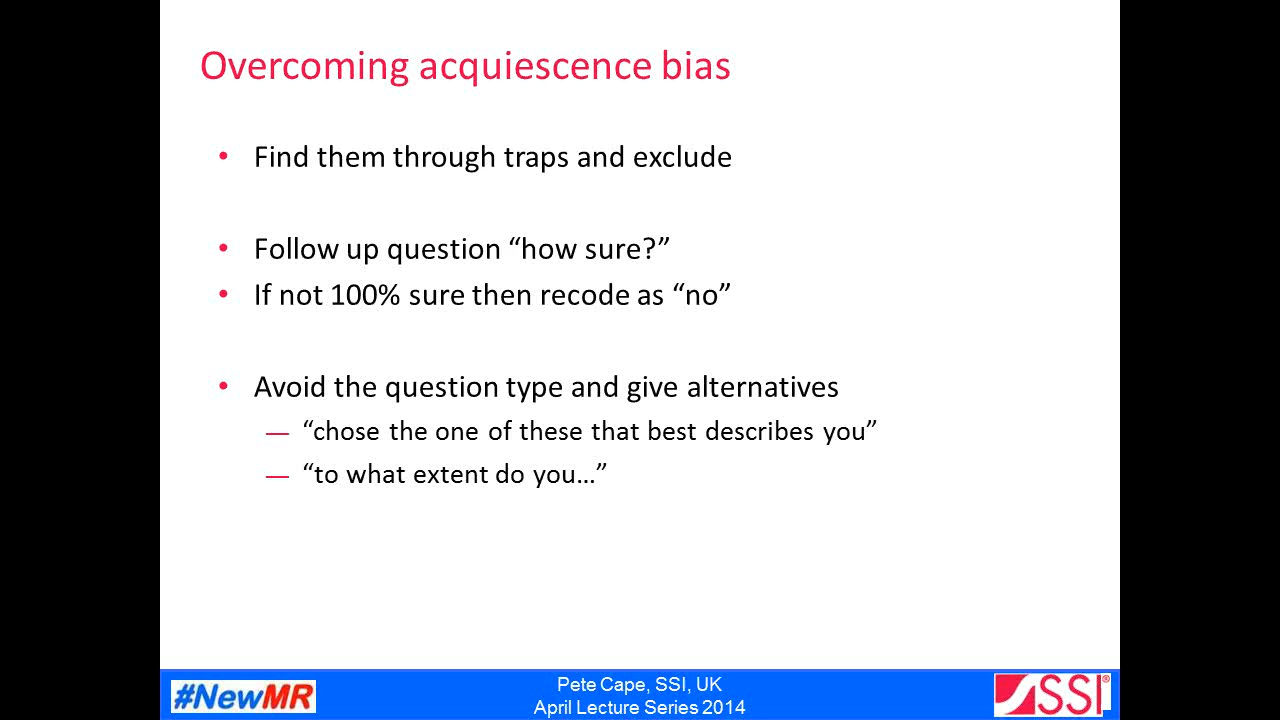 Overcoming acquiescence bias
• Find them through traps and exclude
• Follow up question “how sure?”
• If not 100% sure then recode as “no”
• Avoid the question type and give alternatives
— “chose the one of these that best describes you”
— “to what extent do you…”
#NewMR
Pete Cape, SSI, UK
April Lecture Series 2014
SSI®